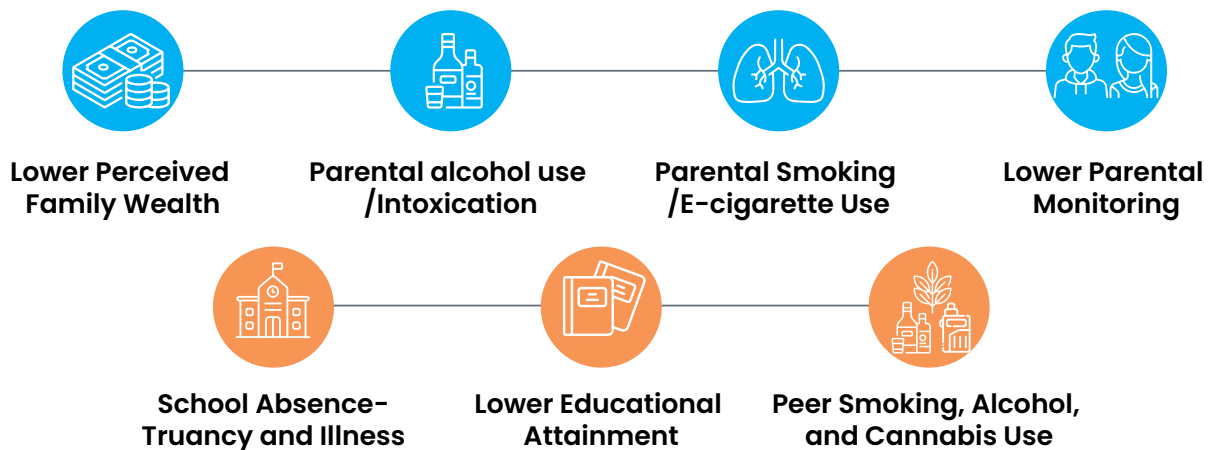 Lower Perceived
Family Wealth
Parental alcohol use
/Intoxication
Parental Smoking
/E-cigarette Use
Lower Parental
Monitoring
School Absence-
Truancy and Illness
Lower Educational
Attainment
Peer Smoking, Alcohol,
and Cannabis Use